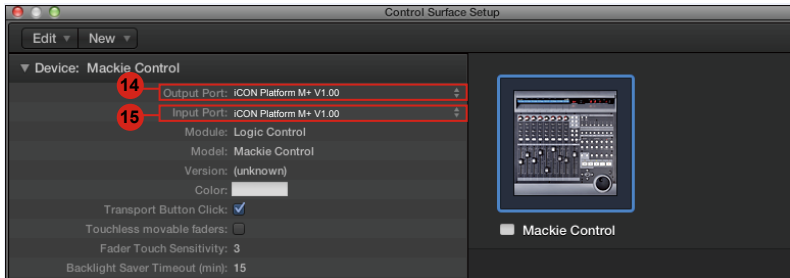 Control Surface Setup
Edit New
Device: Mackie Control
14 Output Port: iCON Platform M+ V1.00
15 Input Port: iCON Platform M+ V1.00
Module: Logic Control
Model: Mackie Control
Version: (unknown)
Color:
Transport Button Click:
Touchless movable faders:
Fader Touch Sensitivity: 3
Backlight Saver Timeout (min): 15
Mackie Control